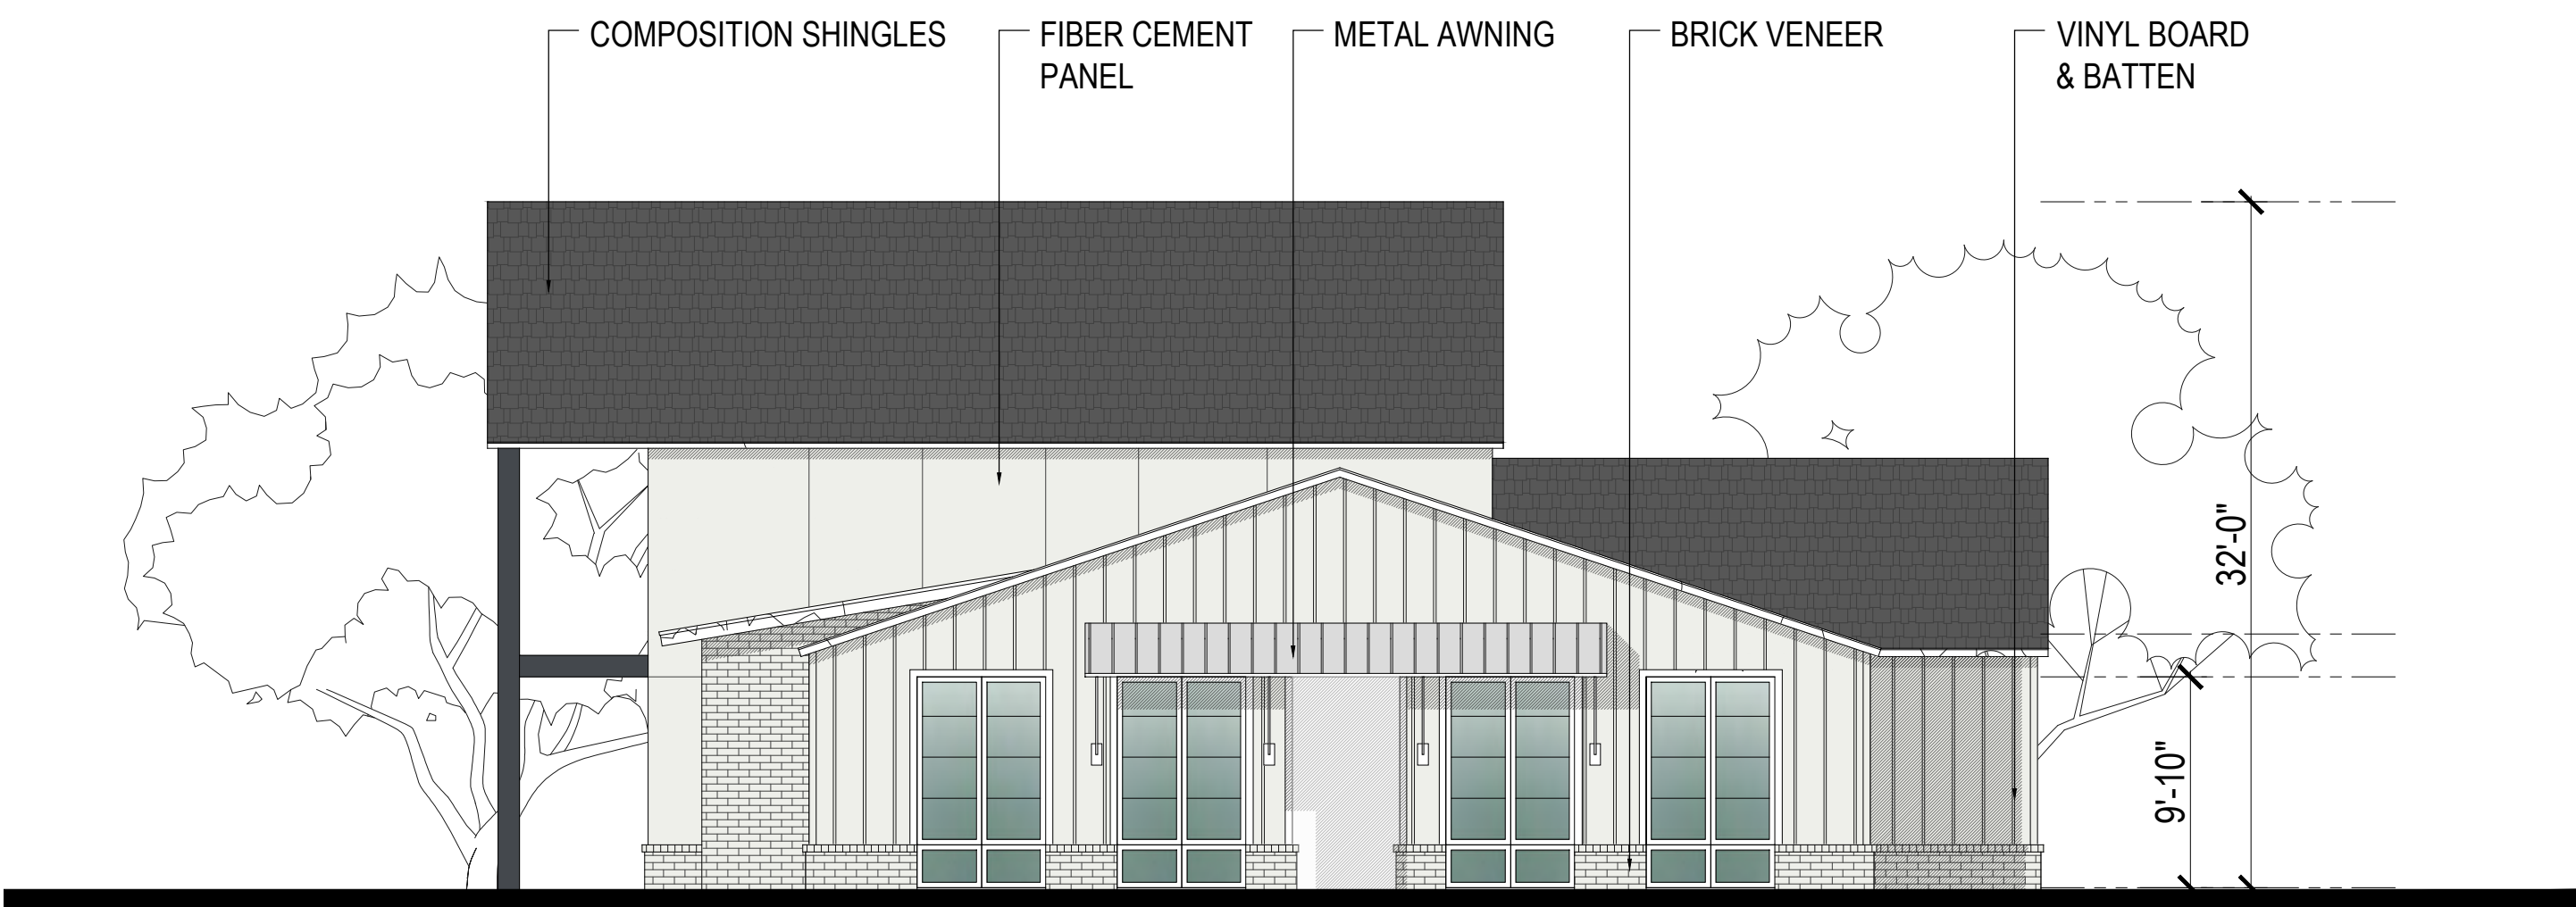 COMPOSITION SHINGLES
FIBER CEMENT
PANEL
METAL AWNING
BRICK VENEER
VINYL BOARD
& BATTEN
32'-0"
9'-10"